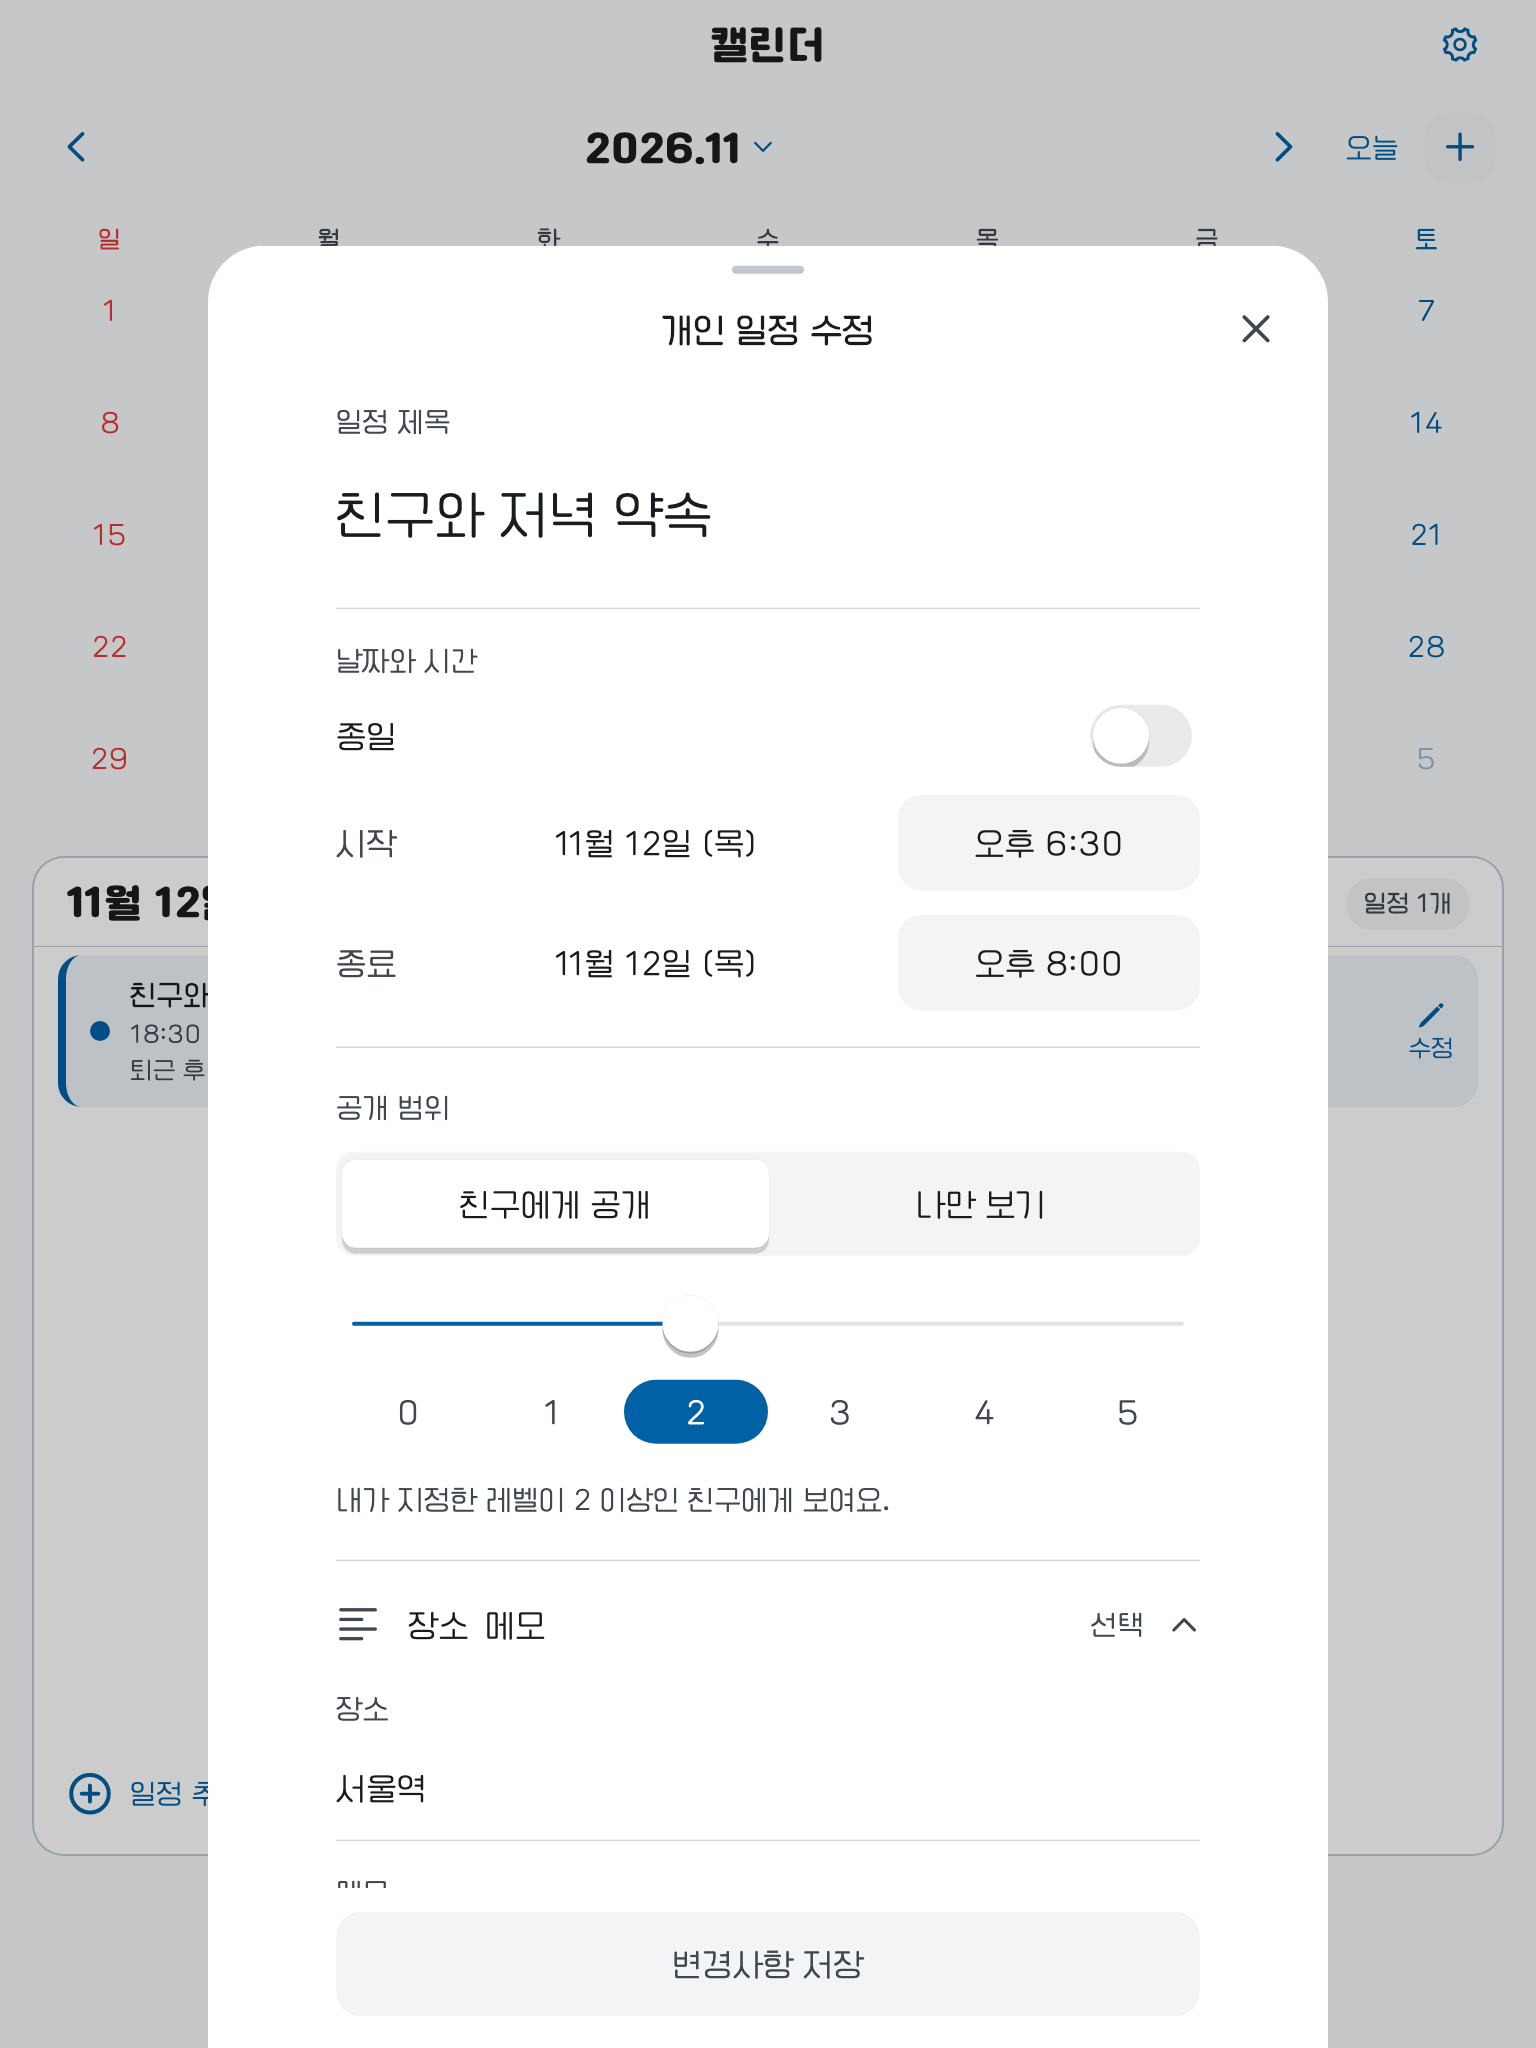 캘린더
2026.11
오늘
일 월 화 수 목 금 토
1 7
8 14
15 21
22 28
29 5
11월 12일
일정 1개
친구와
18:30
퇴근 후
수정
일정
개인 일정 수정
일정 제목
친구와 저녁 약속
날짜와 시간
종일
시작 11월 12일 (목) 오후 6:30
종료 11월 12일 (목) 오후 8:00
공개 범위
친구에게 공개 나만 보기
0 1 2 3 4 5
내가 지정한 레벨이 2 이상인 친구에게 보여요.
장소 메모 선택
장소
서울역
메모
변경사항 저장